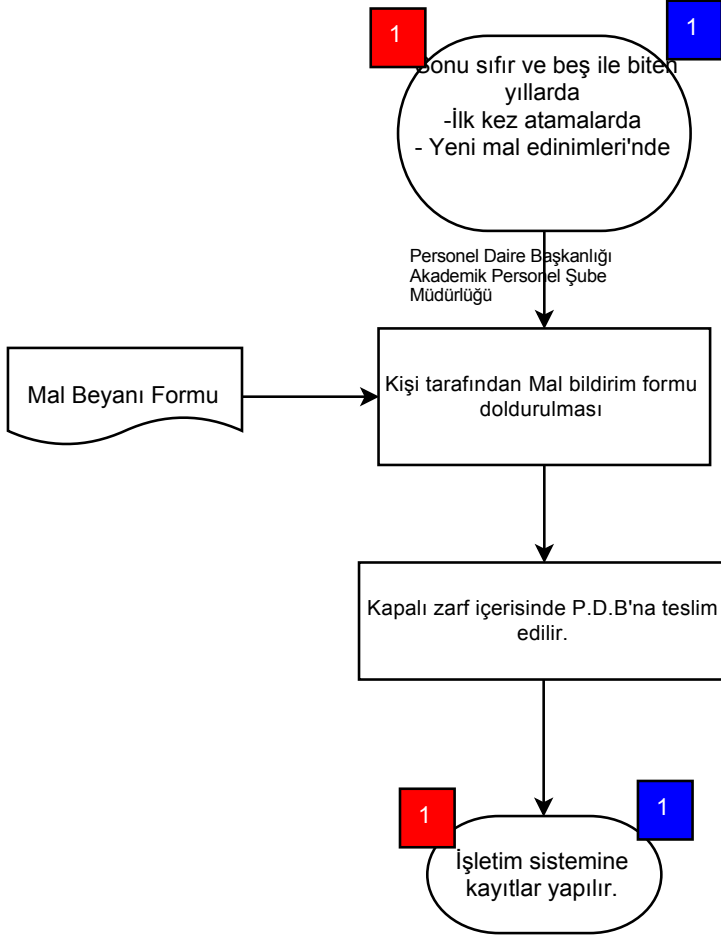 1
1
Sonu sıfır ve beş ile biten
yıllarda
-İlk kez atamalarda
- Yeni mal edinimleri'nde
Personel Daire Başkanlığı
Akademik Personel Şube
Müdürlüğü
Mal Beyanı Formu
Kişi tarafından Mal bildirim formu
doldurulması
Kapalı zarf içerisinde P.D.B'na teslim
edilir.
1
1
İşletim sistemine
kayıtlar yapılır.